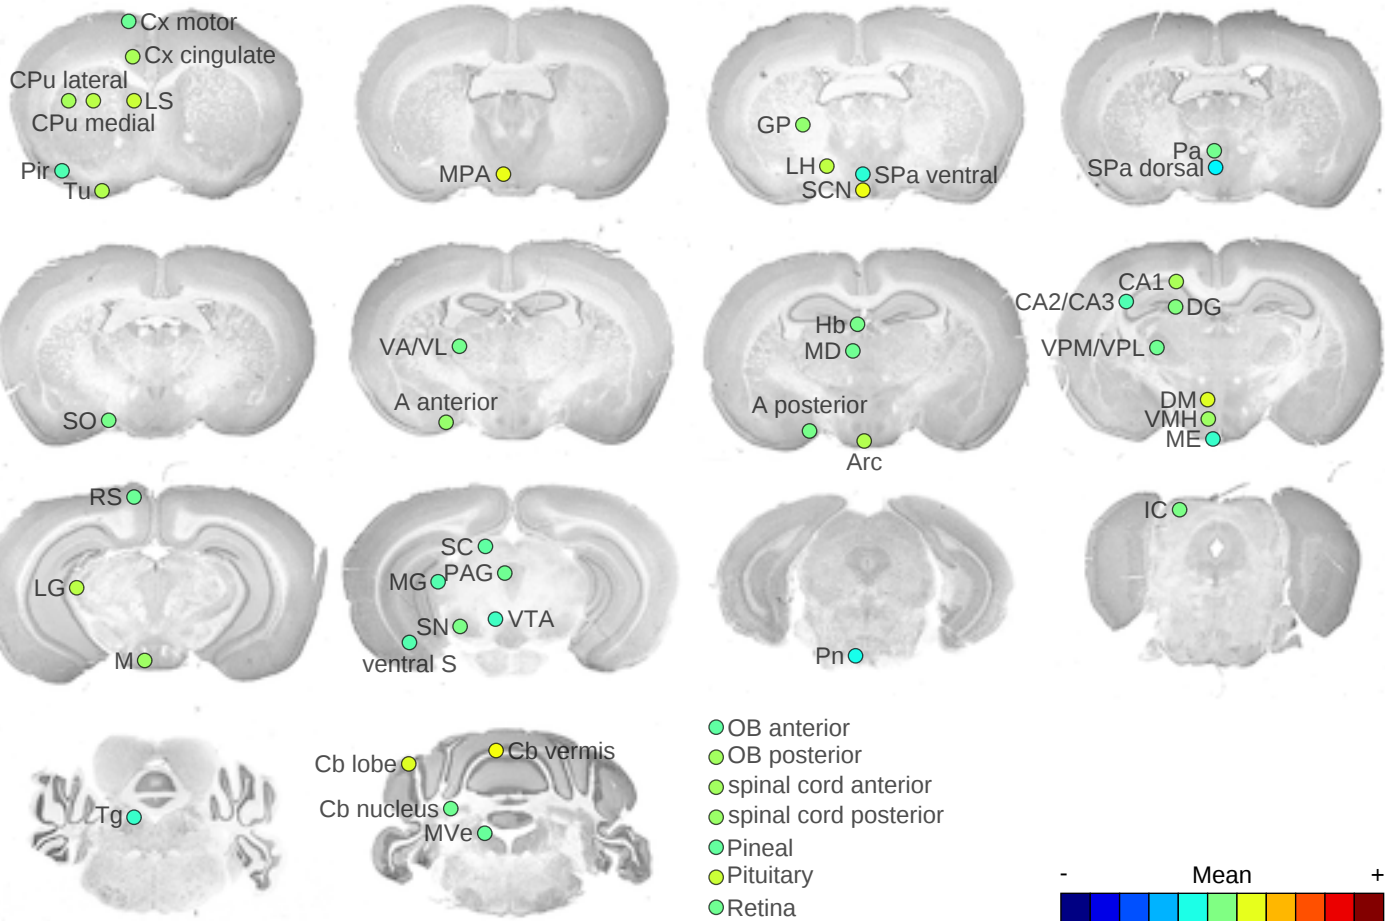 Cx motor
Cx cingulate
CPu lateral
LS
CPu medial
Pir
Tu
MPA
GP
LH
SPa ventral
SCN
Pa
SPa dorsal
SO
VA/VL
A anterior
Hb
MD
A posterior
Arc
CA1
CA2/CA3
DG
VPM/VPL
DM
VMH
ME
RS
LG
M
SC
PAG
MG
SN
VTA
ventral S
Pn
IC
Tg
Cb lobe
Cb vermis
Cb nucleus
MVe
OB anterior
OB posterior
spinal cord anterior
spinal cord posterior
Pineal
Pituitary
Retina
- Mean +